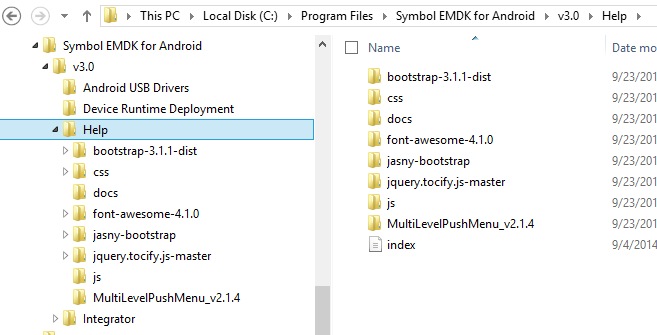 This PC Local Disk (C:) Program Files Symbol EMDK for Android v3.0 Help
Symbol EMDK for Android
v3.0
Android USB Drivers
Device Runtime Deployment
Help
bootstrap-3.1.1-dist
css
docs
font-awesome-4.1.0
jasny-bootstrap
jquery.tocify.js-master
js
MultiLevelPushMenu_v2.1.4
Integrator
Name Date mo
bootstrap-3.1.1-dist 9/23/201
css 9/23/201
docs 9/23/201
font-awesome-4.1.0 9/23/201
jasny-bootstrap 9/23/201
jquery.tocify.js-master 9/23/201
js 9/23/201
MultiLevelPushMenu_v2.1.4 9/23/201
index 9/4/2014